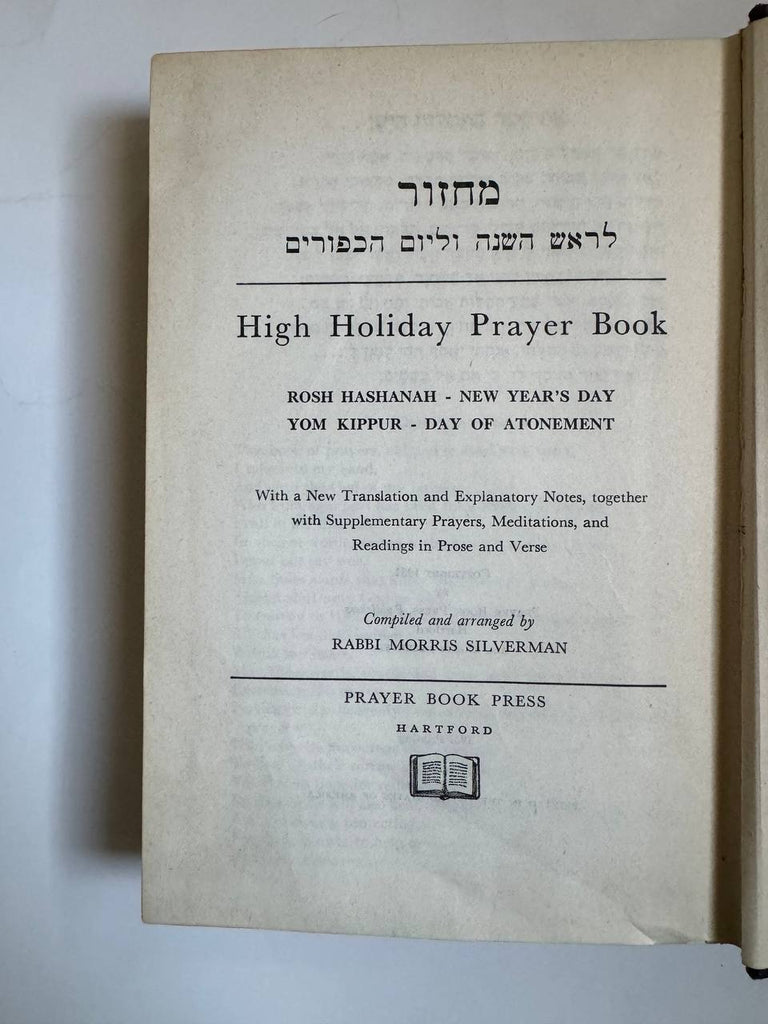 מחזור
לראש השנה וליום הכפורים
High Holiday Prayer Book
ROSH HASHANAH - NEW YEAR'S DAY
YOM KIPPUR - DAY OF ATONEMENT
With a New Translation and Explanatory Notes, together
with Supplementary Prayers, Meditations, and
Readings in Prose and Verse
Compiled and arranged by
RABBI MORRIS SILVERMAN
PRAYER BOOK PRESS
HARTFORD